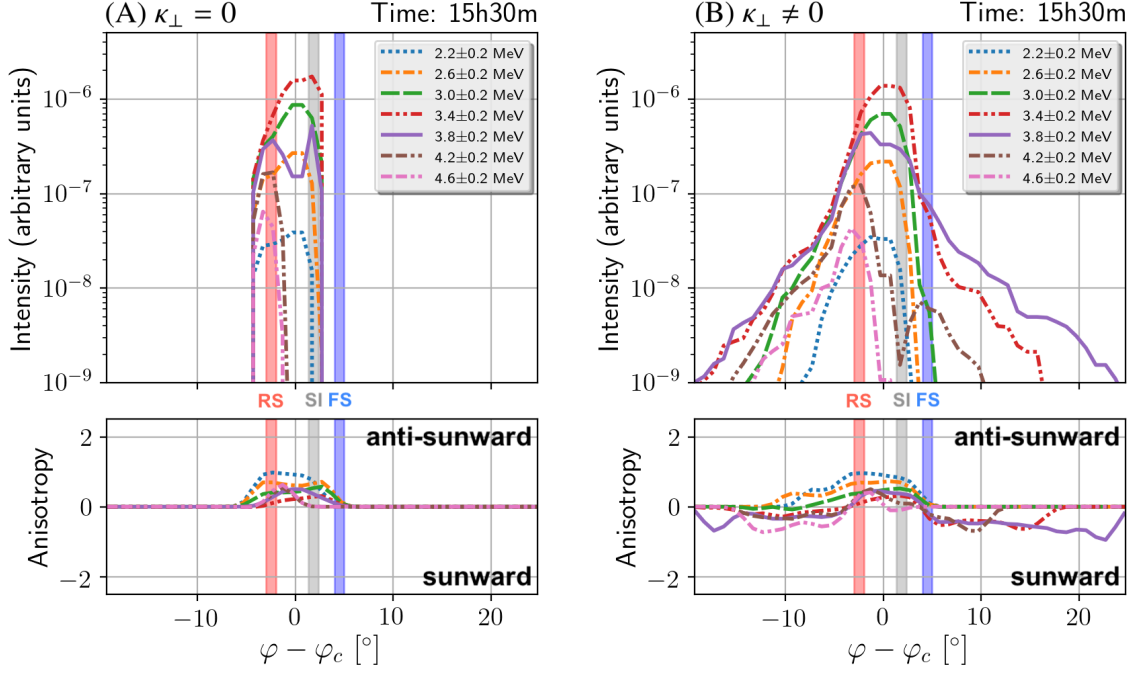 (A) κ⊥ = 0
Time: 15h30m
Intensity (arbitrary units)
10⁻⁶
10⁻⁷
10⁻⁸
10⁻⁹
2.2±0.2 MeV
2.6±0.2 MeV
3.0±0.2 MeV
3.4±0.2 MeV
3.8±0.2 MeV
4.2±0.2 MeV
4.6±0.2 MeV
RS
SI
FS
Anisotropy
2
0
−2
anti-sunward
sunward
−10
0
10
20
φ − φc [°]
(B) κ⊥ ≠ 0
Time: 15h30m
Intensity (arbitrary units)
10⁻⁶
10⁻⁷
10⁻⁸
10⁻⁹
2.2±0.2 MeV
2.6±0.2 MeV
3.0±0.2 MeV
3.4±0.2 MeV
3.8±0.2 MeV
4.2±0.2 MeV
4.6±0.2 MeV
RS
SI
FS
Anisotropy
2
0
−2
anti-sunward
sunward
−10
0
10
20
φ − φc [°]